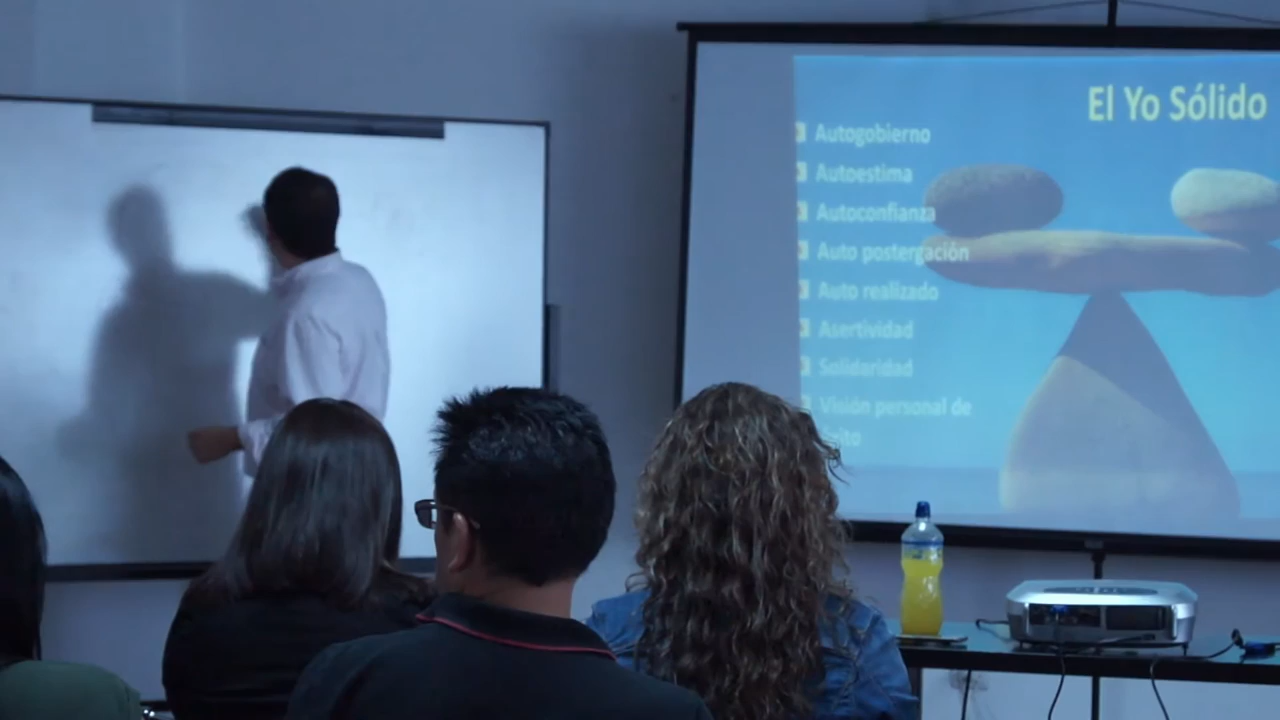 El Yo Sólido
Autogobierno
Autoestima
Autoconfianza
Auto postergación
Auto realizado
Asertividad
Solidaridad
Visión personal de